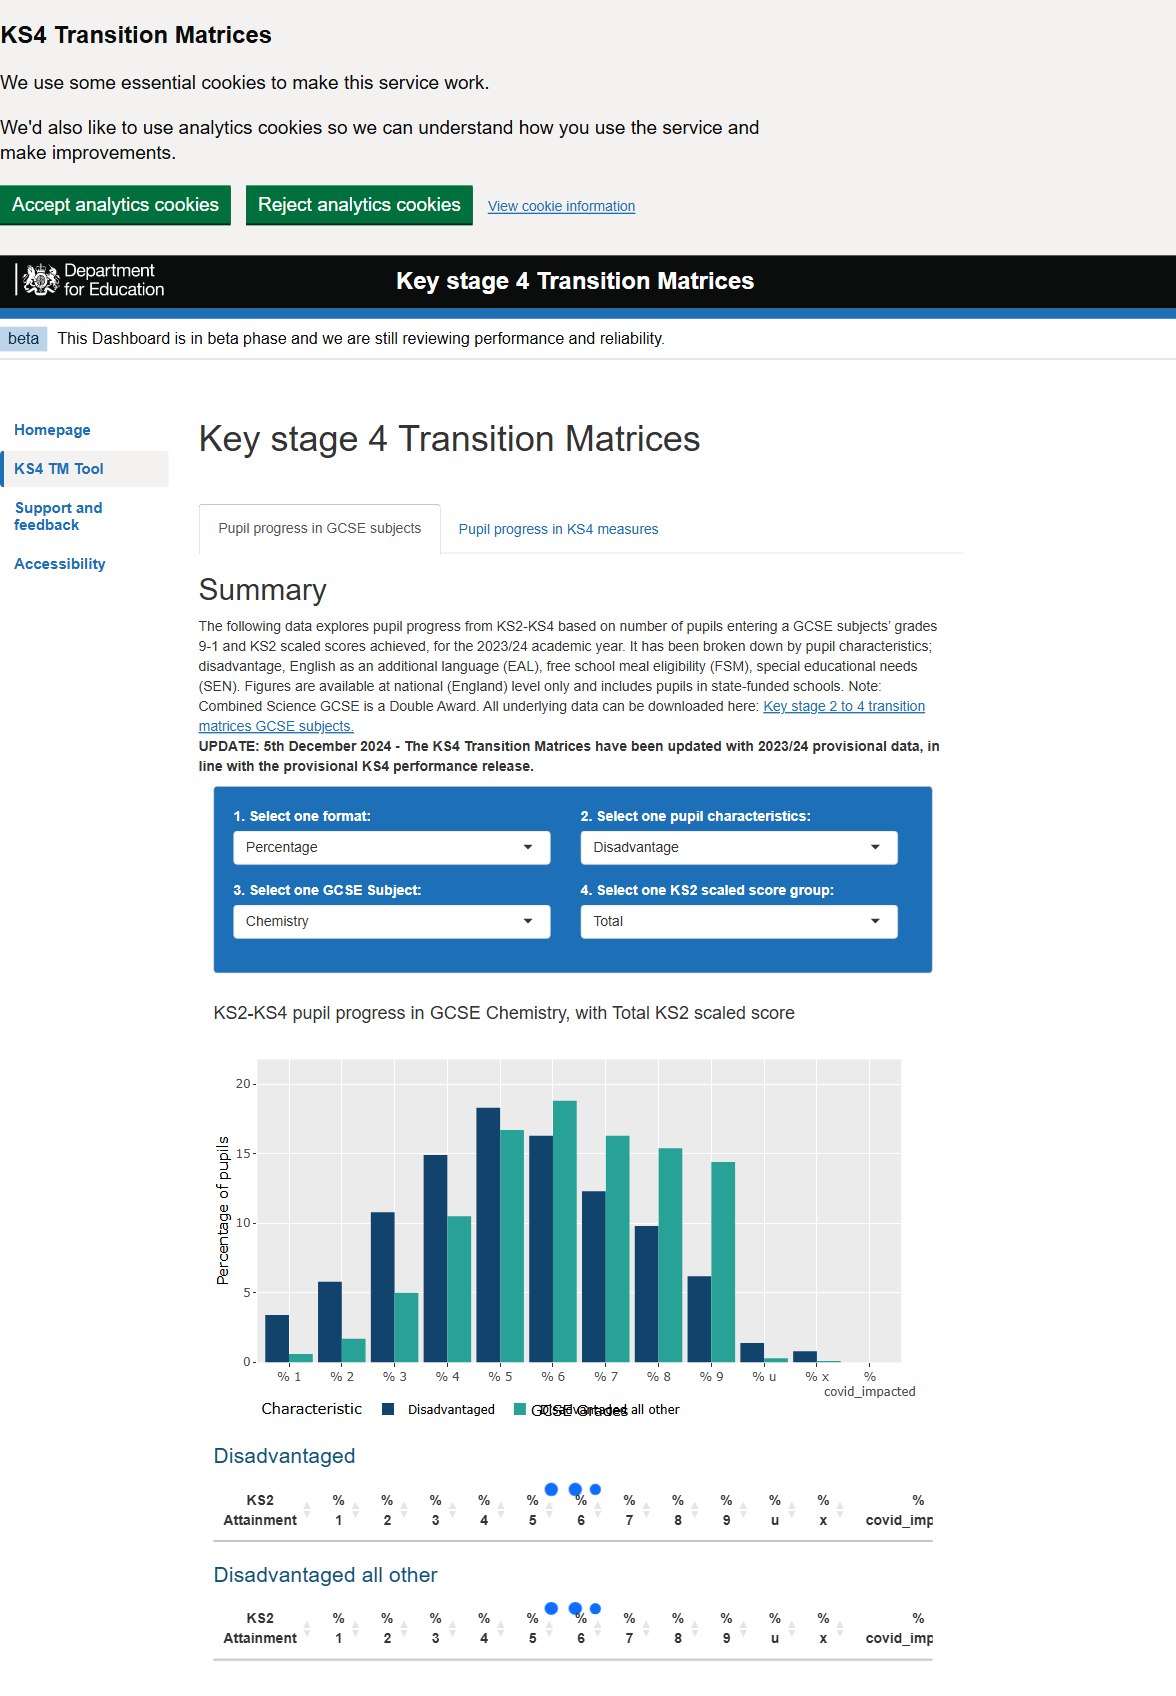 KS4 Transition Matrices
We use some essential cookies to make this service work.
We'd also like to use analytics cookies so we can understand how you use the service and
make improvements.
Accept analytics cookies Reject analytics cookies View cookie information
Department
for Education
Key stage 4 Transition Matrices
beta This Dashboard is in beta phase and we are still reviewing performance and reliability.
Homepage
KS4 TM Tool
Support and
feedback
Accessibility
Key stage 4 Transition Matrices
Pupil progress in GCSE subjects Pupil progress in KS4 measures
Summary
The following data explores pupil progress from KS2-KS4 based on number of pupils entering a GCSE subjects’ grades
9-1 and KS2 scaled scores achieved, for the 2023/24 academic year. It has been broken down by pupil characteristics;
disadvantage, English as an additional language (EAL), free school meal eligibility (FSM), special educational needs
(SEN). Figures are available at national (England) level only and includes pupils in state-funded schools. Note:
Combined Science GCSE is a Double Award. All underlying data can be downloaded here: Key stage 2 to 4 transition
matrices GCSE subjects.
UPDATE: 5th December 2024 - The KS4 Transition Matrices have been updated with 2023/24 provisional data, in
line with the provisional KS4 performance release.
1. Select one format: 2. Select one pupil characteristics:
Percentage Disadvantage
3. Select one GCSE Subject: 4. Select one KS2 scaled score group:
Chemistry Total
KS2-KS4 pupil progress in GCSE Chemistry, with Total KS2 scaled score
Percentage of pupils
20
15
10
5
0
% 1 % 2 % 3 % 4 % 5 % 6 % 7 % 8 % 9 % u % x %
covid_impacted
Characteristic Disadvantaged Disadvantaged all other
GCSE Grades
Disadvantaged
KS2 % % % % % % % % % % % %
Attainment 1 2 3 4 5 6 7 8 9 u x covid_imp
Disadvantaged all other
KS2 % % % % % % % % % % % %
Attainment 1 2 3 4 5 6 7 8 9 u x covid_imp